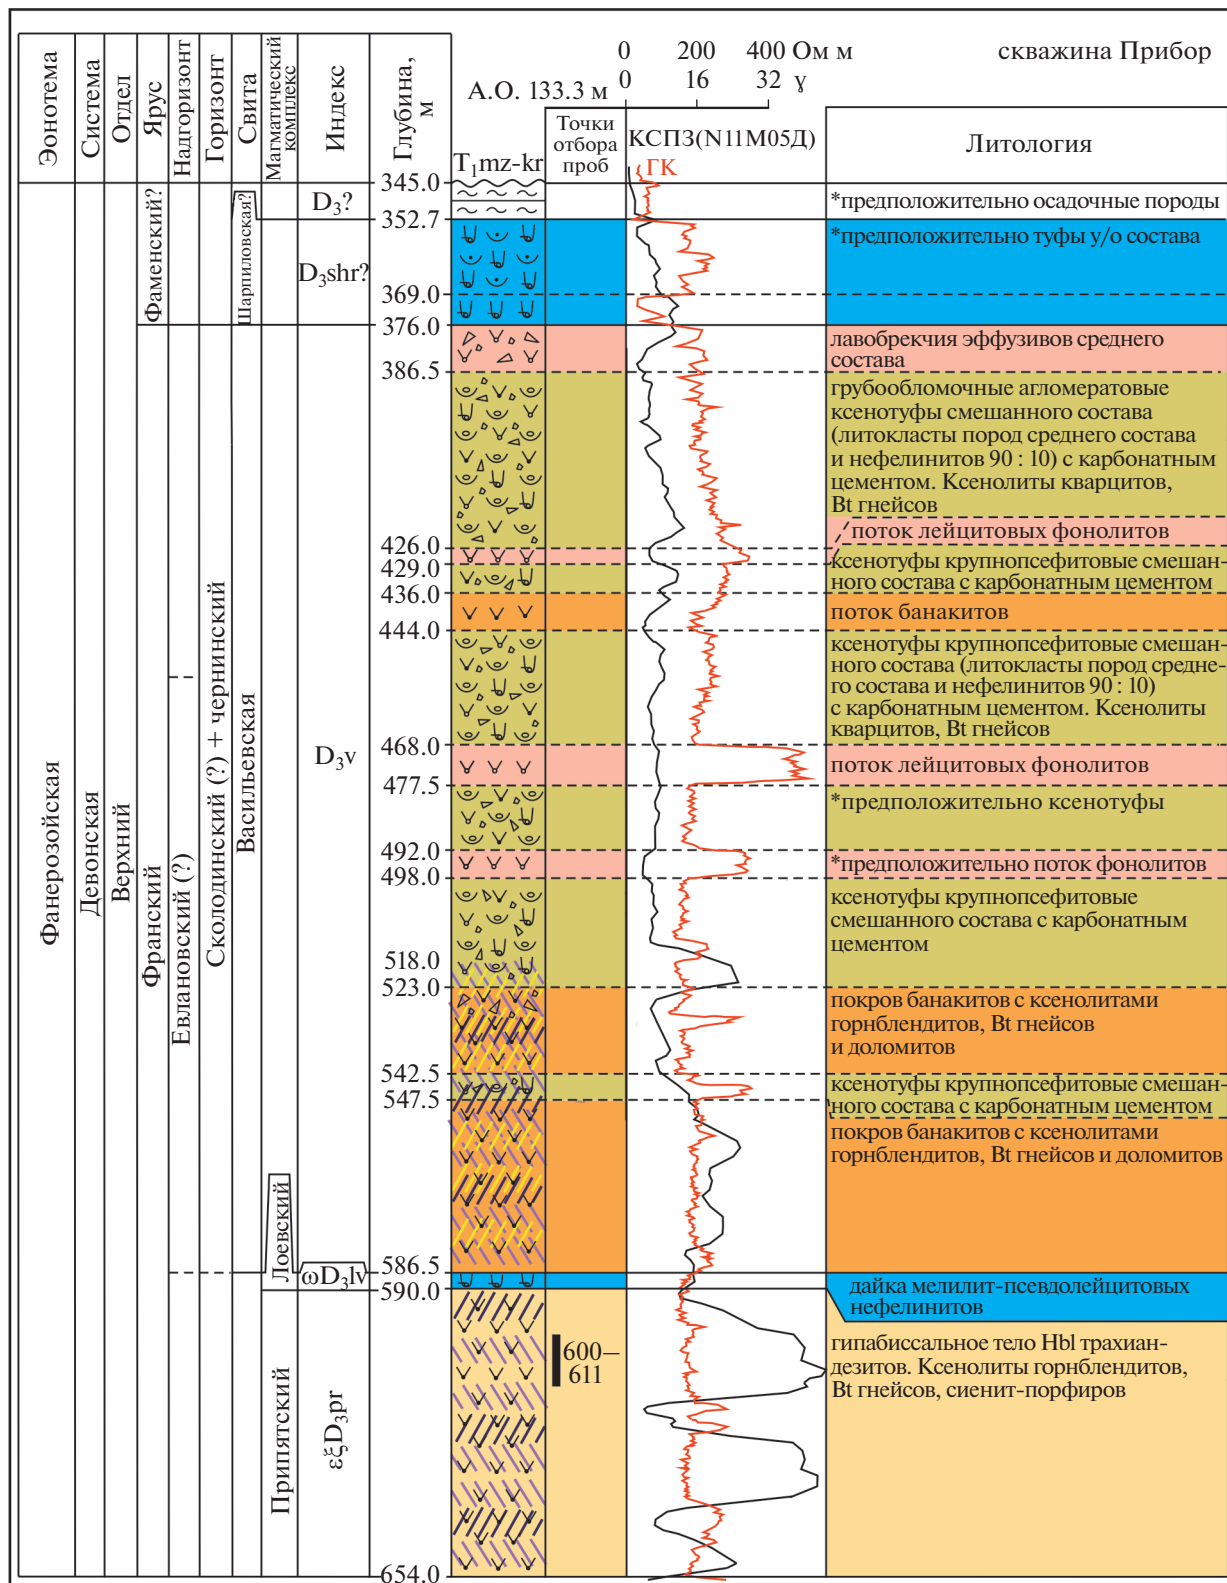 Эонотема
Система
Отдел
Ярус
Надгоризонт
Горизонт
Свита
Магматический
комплекс
Индекс
Глубина,
м
А.О. 133.3 м
T₁mz-kr
Точки
отбора
проб
0 200 400 Ом м
0 16 32 γ
КСПЗ(N11M05Д)
ГК
скважина Прибор
Литология
Фанерозойская
Девонская
Верхний
Фаменский?
Франский
Евлановский (?)
Сколодинский (?) + чернинский
Шарпиловская?
Васильевская
Лоевский
Припятский
D₃?
D₃shr?
D₃v
ωD₃lv
εξD₃pr
345.0
352.7
369.0
376.0
386.5
426.0
429.0
436.0
444.0
468.0
477.5
492.0
498.0
518.0
523.0
542.5
547.5
586.5
590.0
654.0
600–
611
*предположительно осадочные породы
*предположительно туфы у/о состава
лавобрекчия эффузивов среднего
состава
грубообломочные агломератовые
ксенотуфы смешанного состава
(литокласты пород среднего состава
и нефелинитов 90 : 10) с карбонатным
цементом. Ксенолиты кварцитов,
Bt гнейсов
поток лейцитовых фонолитов
ксенотуфы крупнопсефитовые смешан-
ного состава с карбонатным цементом
поток банакитов
ксенотуфы крупнопсефитовые смешан-
ного состава (литокласты пород средне-
го состава и нефелинитов 90 : 10)
с карбонатным цементом. Ксенолиты
кварцитов, Bt гнейсов
поток лейцитовых фонолитов
*предположительно ксенотуфы
*предположительно поток фонолитов
ксенотуфы крупнопсефитовые
смешанного состава с карбонатным
цементом
покров банакитов с ксенолитами
горнблендитов, Bt гнейсов
и доломитов
ксенотуфы крупнопсефитовые смешан-
ного состава с карбонатным цементом
покров банакитов с ксенолитами
горнблендитов, Bt гнейсов и доломитов
дайка мелилит-псевдолейцитовых
нефелинитов
гипабиссальное тело Hbl трахиан-
дезитов. Ксенолиты горнблендитов,
Bt гнейсов, сиенит-порфиров